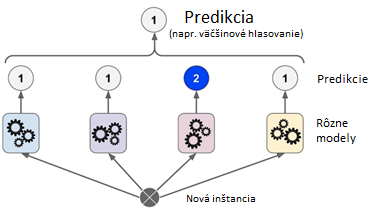 1 Predikcia
(napr. väčšinové hlasovanie)
1 1 2 1 Predikcie
Rôzne
modely
Nová inštancia